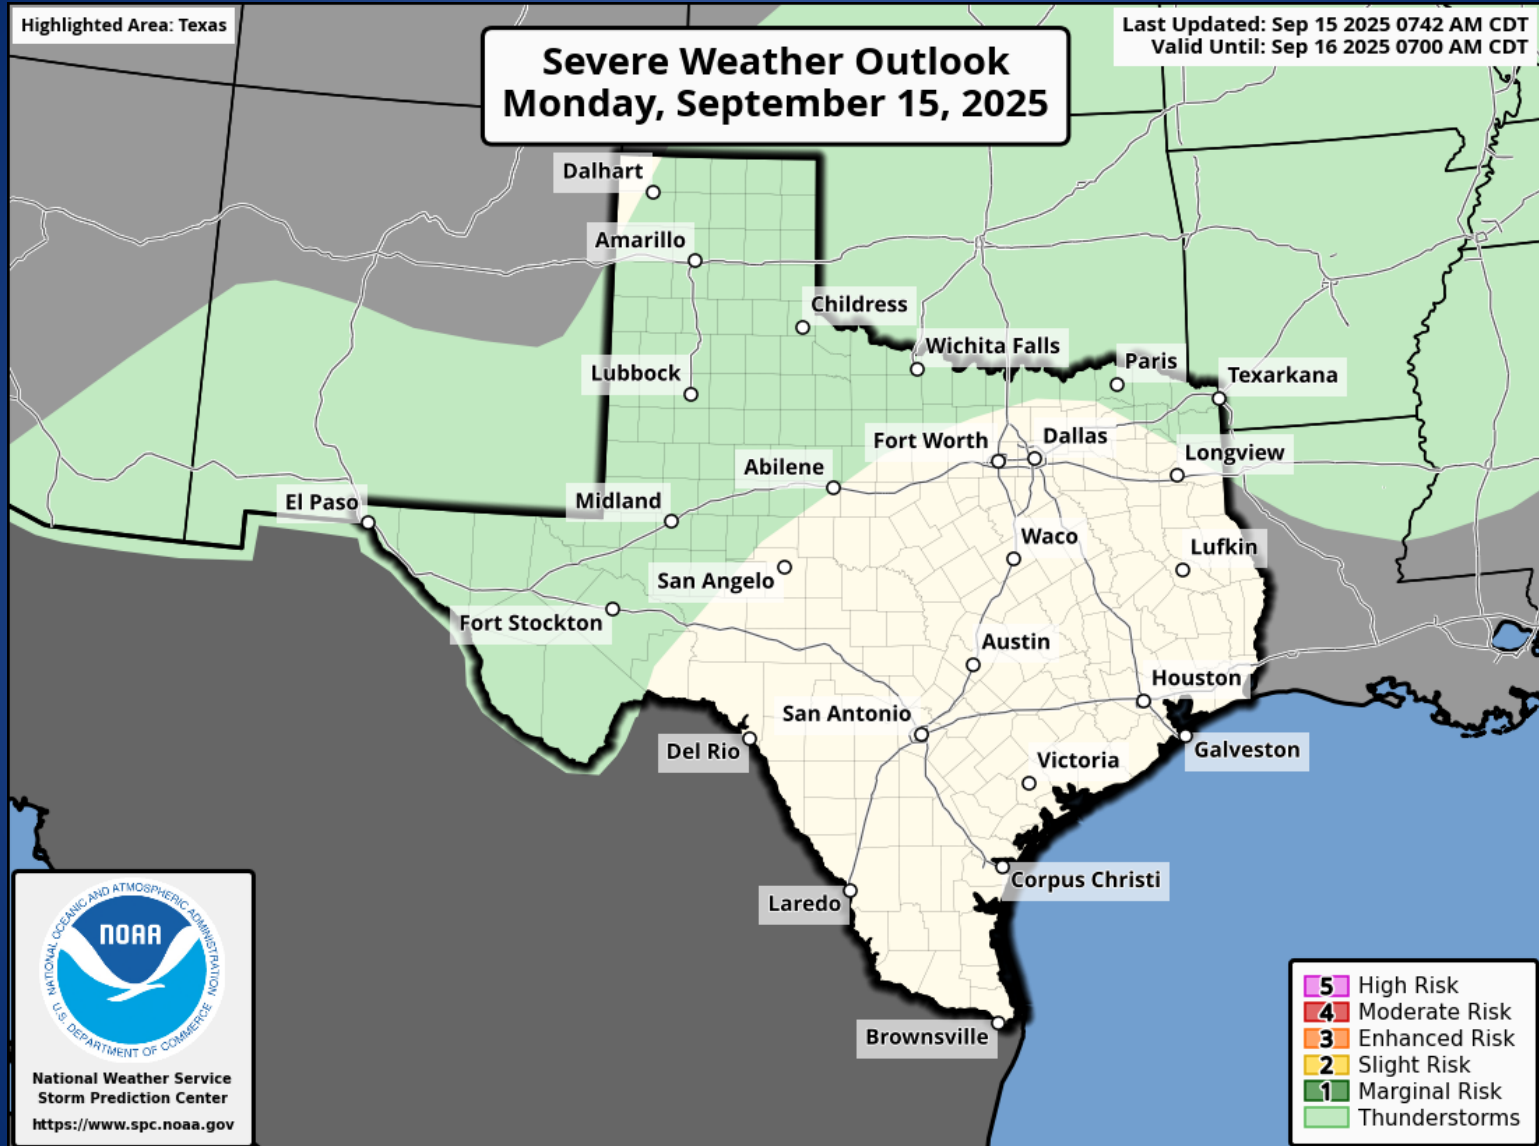 Highlighted Area: Texas
Severe Weather Outlook
Monday, September 15, 2025
Last Updated: Sep 15 2025 0742 AM CDT
Valid Until: Sep 16 2025 0700 AM CDT
Dalhart
Amarillo
Childress
Wichita Falls
Paris
Texarkana
Lubbock
Fort Worth
Dallas
Longview
Abilene
Midland
El Paso
Waco
Lufkin
San Angelo
Fort Stockton
Austin
Houston
San Antonio
Del Rio
Galveston
Victoria
Corpus Christi
Laredo
Brownsville
NATIONAL OCEANIC AND ATMOSPHERIC ADMINISTRATION
NOAA
U.S. DEPARTMENT OF COMMERCE
National Weather Service
Storm Prediction Center
https://www.spc.noaa.gov
5 High Risk
4 Moderate Risk
3 Enhanced Risk
2 Slight Risk
1 Marginal Risk
Thunderstorms